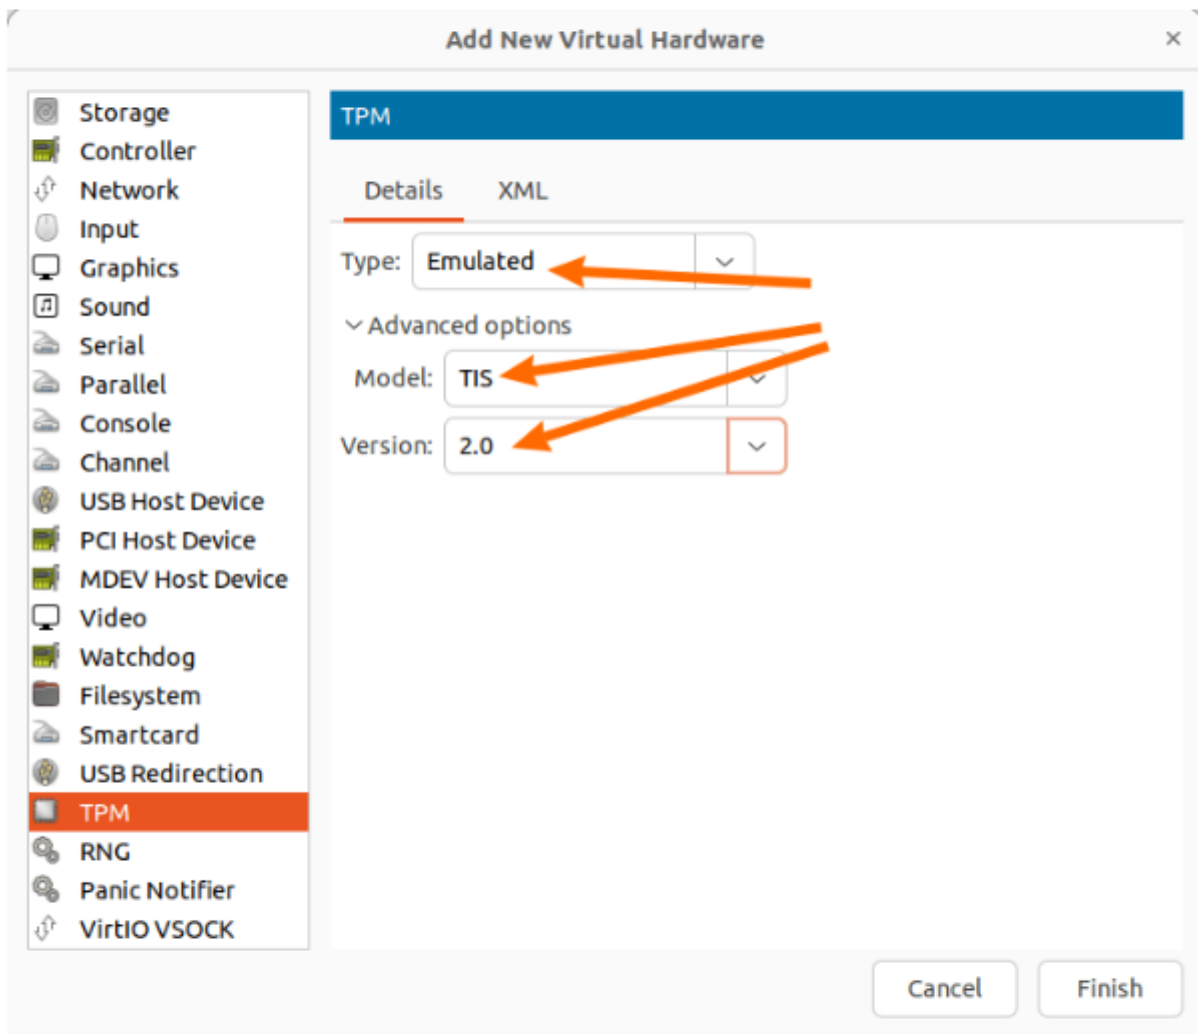 Add New Virtual Hardware
Storage
Controller
Network
Input
Graphics
Sound
Serial
Parallel
Console
Channel
USB Host Device
PCI Host Device
MDEV Host Device
Video
Watchdog
Filesystem
Smartcard
USB Redirection
TPM
RNG
Panic Notifier
VirtIO VSOCK
TPM
Details XML
Type: Emulated
Advanced options
Model: TIS
Version: 2.0
Cancel Finish